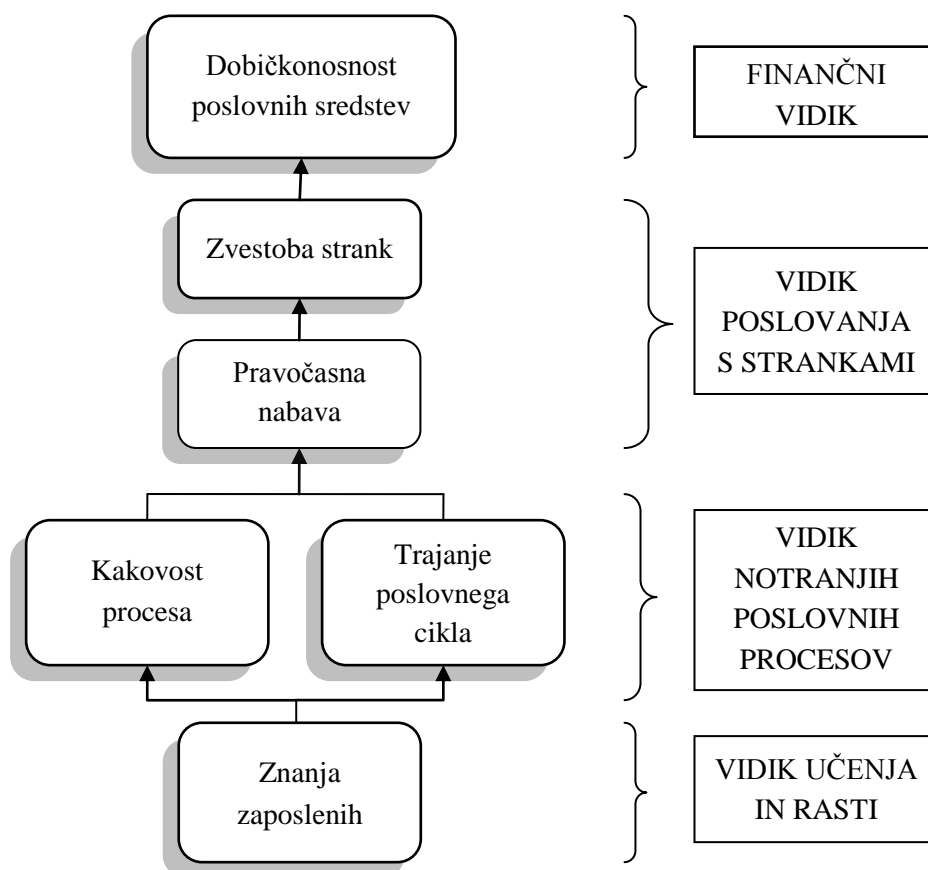 Dobičkonosnost
poslovnih sredstev
FINANČNI
VIDIK
Zvestoba strank
Pravočasna
nabava
VIDIK
POSLOVANJA
S STRANKAMI
Kakovost
procesa
Trajanje
poslovnega
cikla
VIDIK
NOTRANJIH
POSLOVNIH
PROCESOV
Znanja
zaposlenih
VIDIK UČENJA
IN RASTI